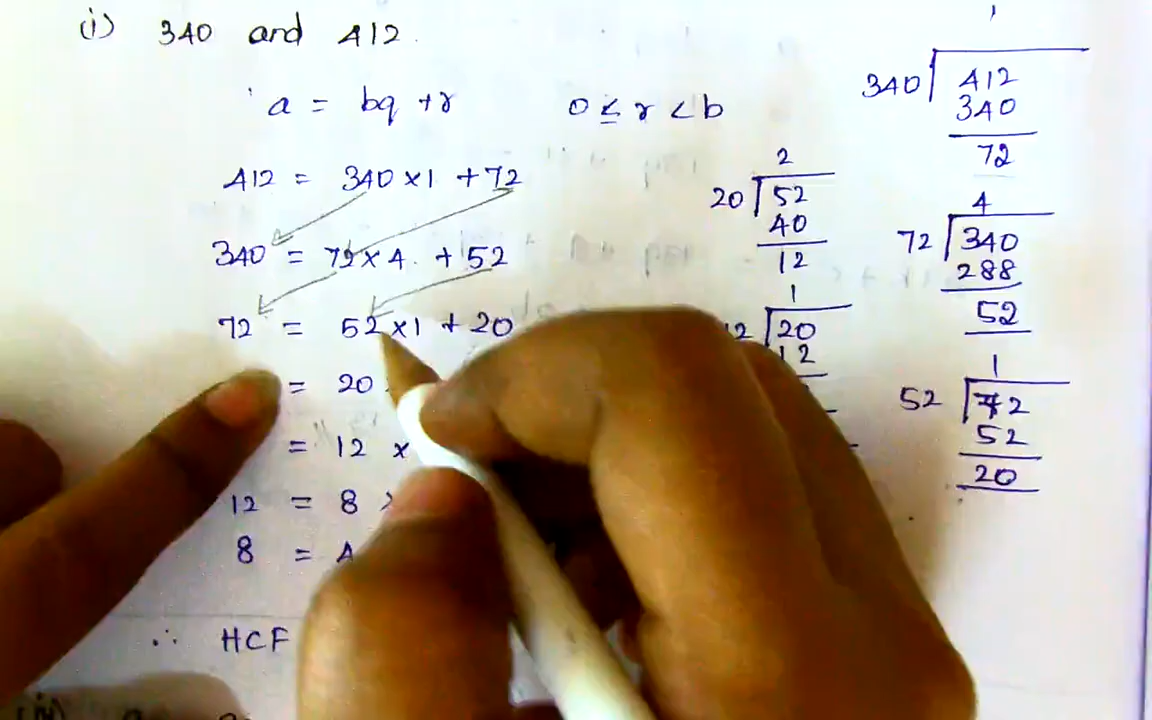 (i) 340 and 412.
a = bq + r 0 ≤ r < b
412 = 340 × 1 + 72
340 = 72 × 4 + 52
72 = 52 × 1 + 20
= 20
= 12 ×
12 = 8 ×
8 = 4
∴ HCF
2
20 52
40
12
1
12 20
12
1
340 412
340
72
4
72 340
288
52
1
52 72
52
20